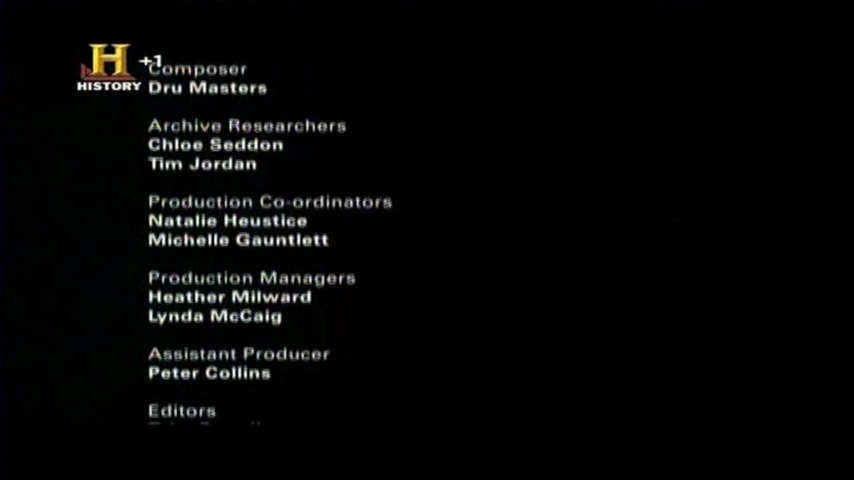 H +1
HISTORY
Composer
Dru Masters
Archive Researchers
Chloe Seddon
Tim Jordan
Production Co-ordinators
Natalie Heustice
Michelle Gauntlett
Production Managers
Heather Milward
Lynda McCaig
Assistant Producer
Peter Collins
Editors